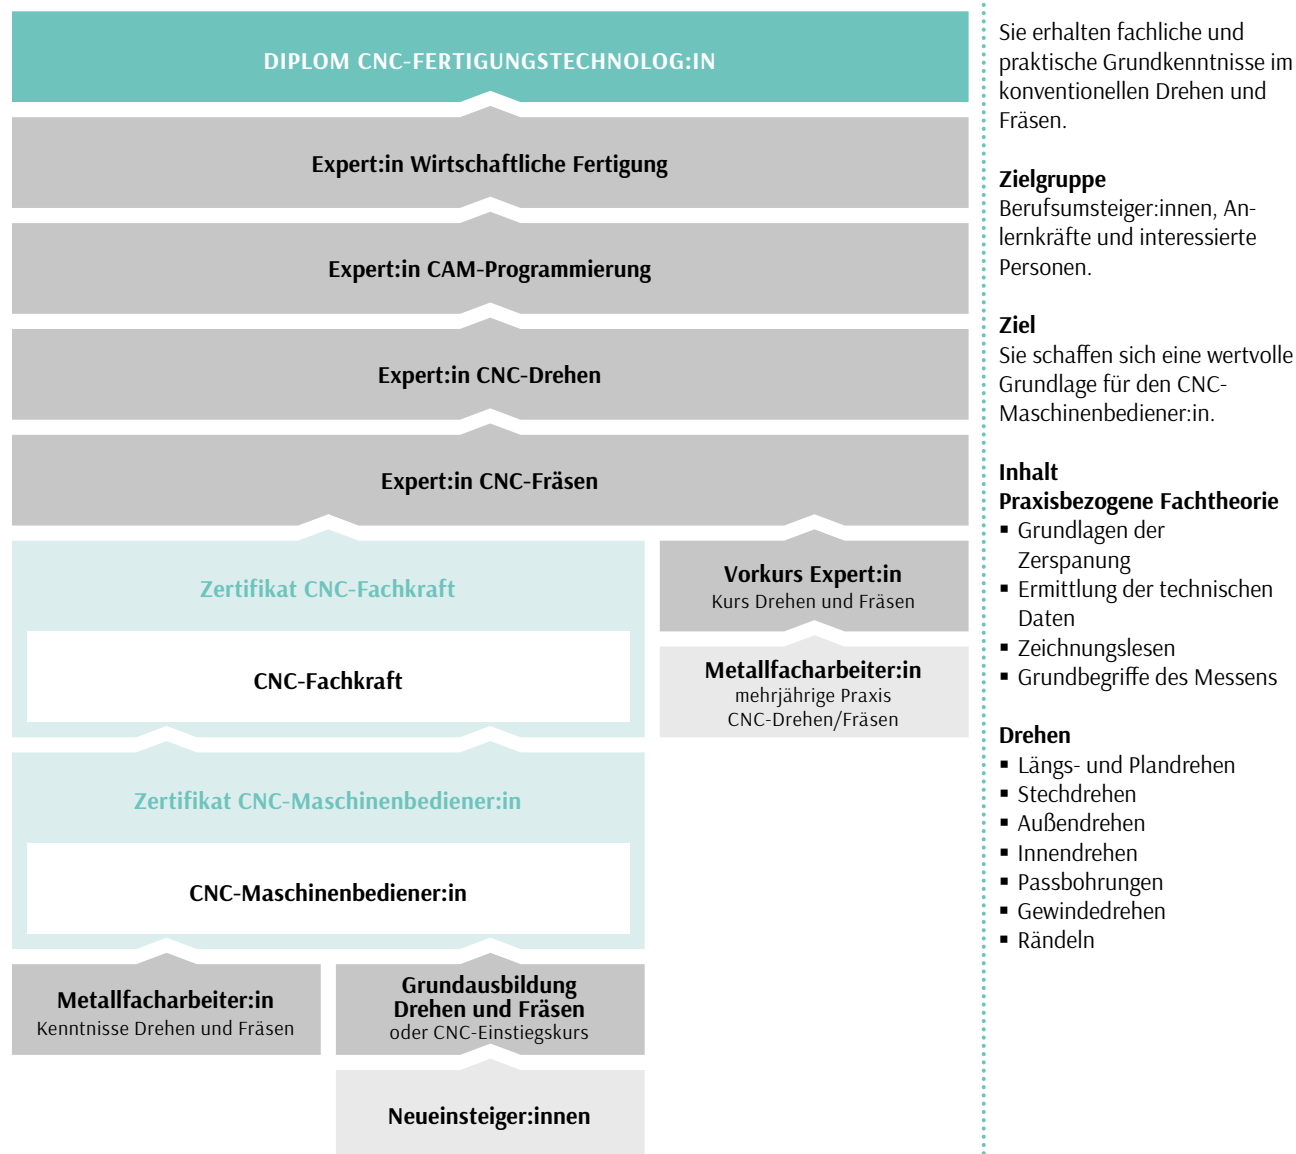 DIPLOM CNC-FERTIGUNGSTECHNOLOG:IN
Expert:in Wirtschaftliche Fertigung
Expert:in CAM-Programmierung
Expert:in CNC-Drehen
Expert:in CNC-Fräsen
Zertifikat CNC-Fachkraft
CNC-Fachkraft
Vorkurs Expert:in
Kurs Drehen und Fräsen
Metallfacharbeiter:in
mehrjährige Praxis
CNC-Drehen/Fräsen
Zertifikat CNC-Maschinenbediener:in
CNC-Maschinenbediener:in
Metallfacharbeiter:in
Kenntnisse Drehen und Fräsen
Grundausbildung
Drehen und Fräsen
oder CNC-Einstiegskurs
Neueinsteiger:innen
Sie erhalten fachliche und
praktische Grundkenntnisse im
konventionellen Drehen und
Fräsen.
Zielgruppe
Berufsumsteiger:innen, An-
lernkräfte und interessierte
Personen.
Ziel
Sie schaffen sich eine wertvolle
Grundlage für den CNC-
Maschinenbediener:in.
Inhalt
Praxisbezogene Fachtheorie
▪ Grundlagen der
Zerspanung
▪ Ermittlung der technischen
Daten
▪ Zeichnungslesen
▪ Grundbegriffe des Messens
Drehen
▪ Längs- und Plandrehen
▪ Stechdrehen
▪ Außendrehen
▪ Innendrehen
▪ Passbohrungen
▪ Gewindedrehen
▪ Rändeln